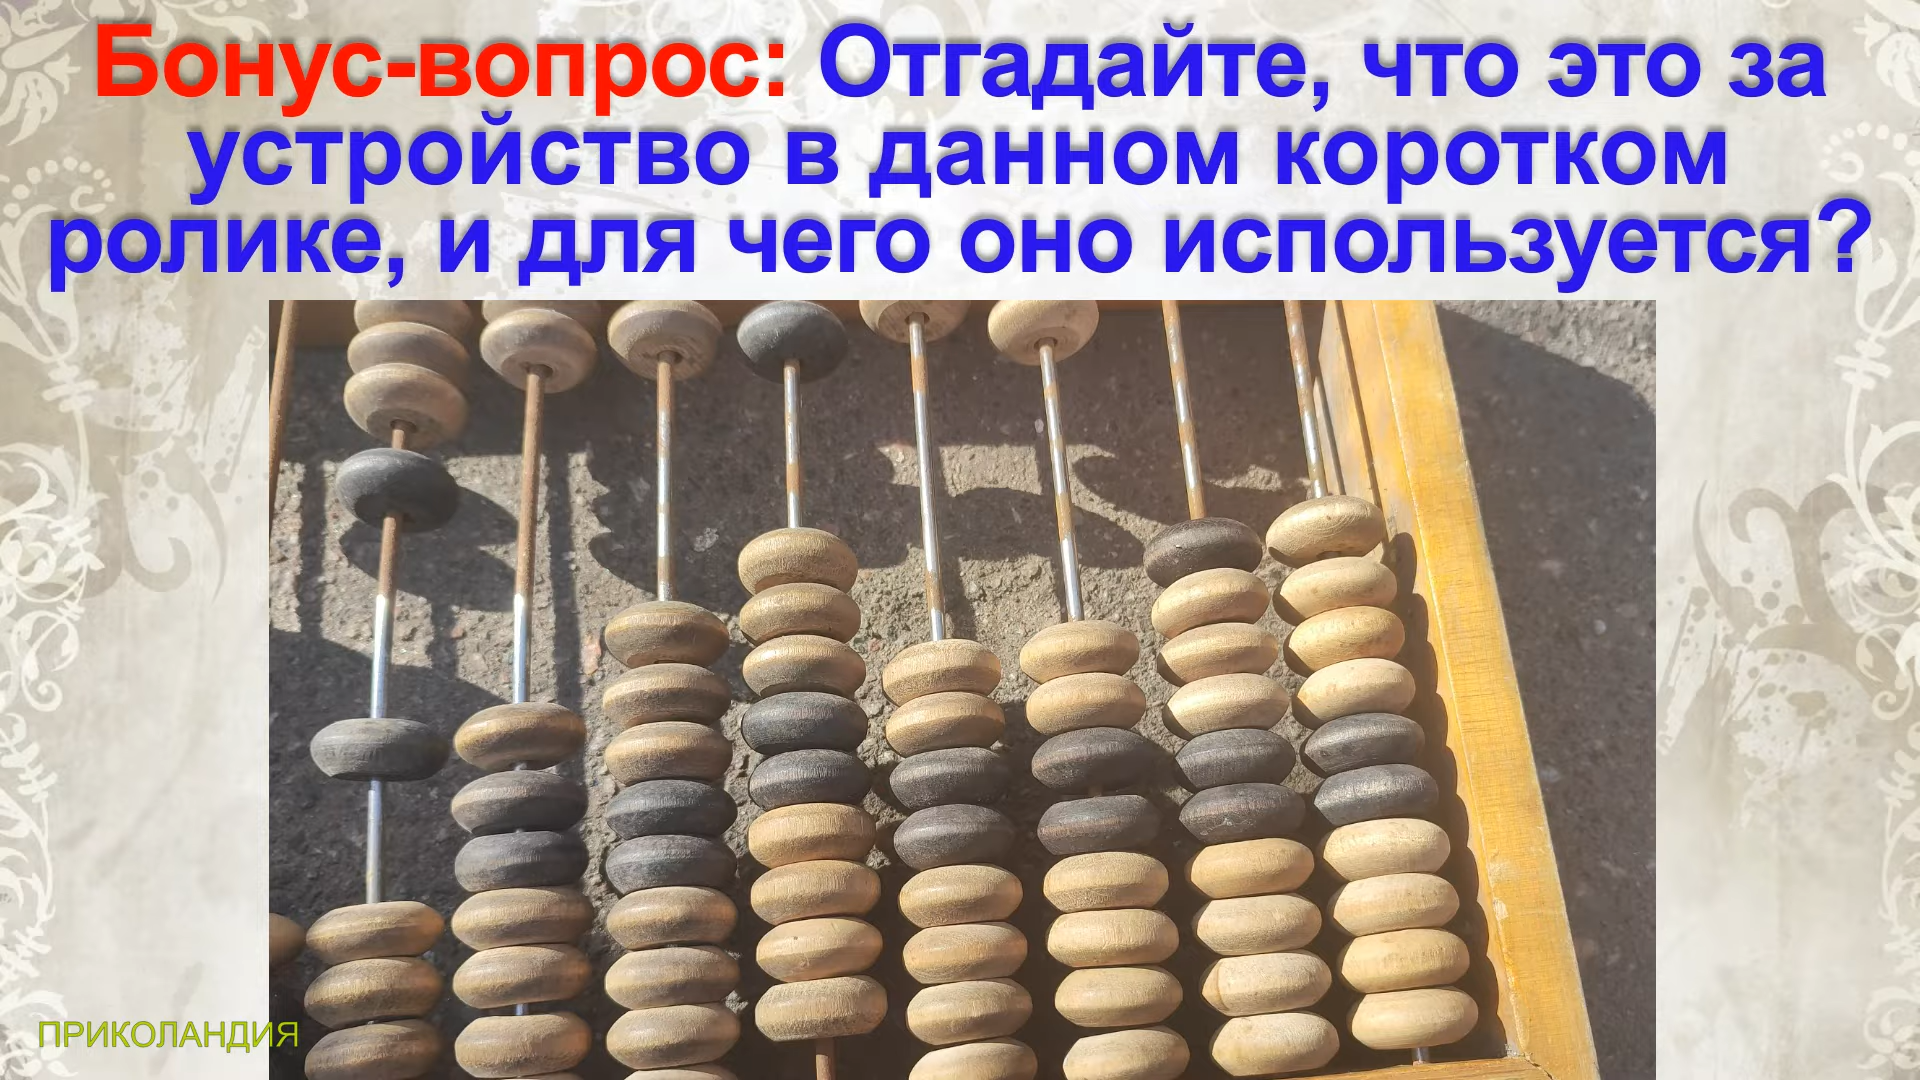 Бонус-вопрос: Отгадайте, что это за
устройство в данном коротком
ролике, и для чего оно используется?
ПРИКОЛАНДИЯ